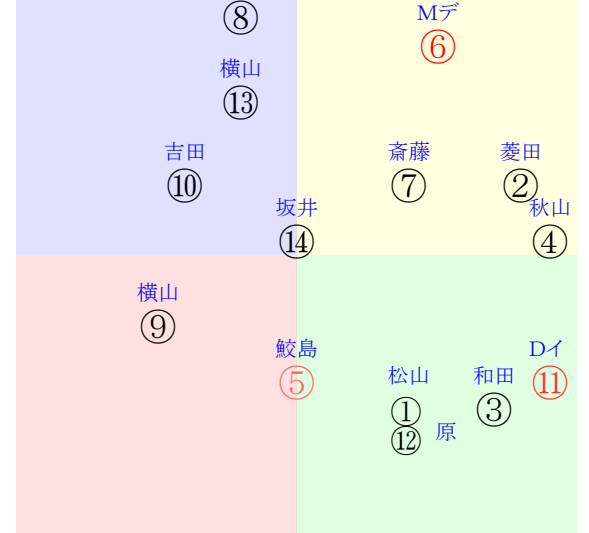 ⑧
Mデ
⑥
横山
⑬
吉田
⑩
斎藤
⑦
菱田
②
坂井
⑭
秋山
④
横山
⑨
鮫島
⑤
松山
①
⑫
原
和田
③
Dイ
⑪